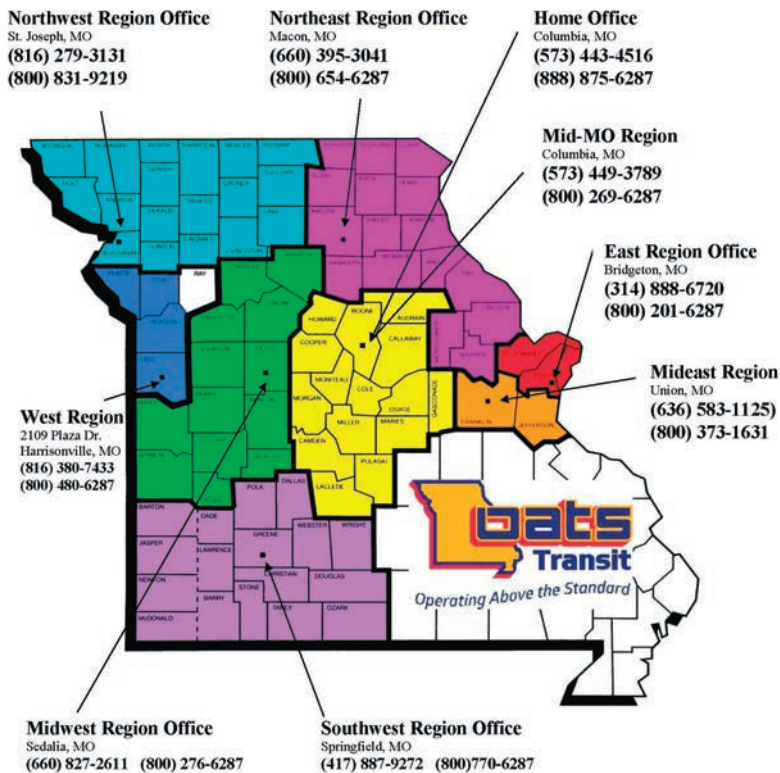 Northwest Region Office
St. Joseph, MO
(816) 279-3131
(800) 831-9219
Northeast Region Office
Macon, MO
(660) 395-3041
(800) 654-6287
Home Office
Columbia, MO
(573) 443-4516
(888) 875-6287
Mid-MO Region
Columbia, MO
(573) 449-3789
(800) 269-6287
East Region Office
Bridgeton, MO
(314) 888-6720
(800) 201-6287
Mideast Region
Union, MO
(636) 583-1125)
(800) 373-1631
West Region
2109 Plaza Dr.
Harrisonville, MO
(816) 380-7433
(800) 480-6287
RAY
HOWARD
BOONE
AUDRAIN
COOPER
CALLAWAY
MONITEAU
COLE
OSAGE
GASCONADE
MORGAN
MILLER
MARIES
CAMDEN
PULASKI
LACLEDE
FRANKLIN
JEFFERSON
BARTON
DADE
POLK
DALLAS
JASPER
LAWRENCE
GREENE
WEBSTER
WRIGHT
NEWTON
CHRISTIAN
DOUGLAS
STONE
McDONALD
BARRY
TANEY
OZARK
oats
Transit
Operating Above the Standard
Midwest Region Office
Sedalia, MO
(660) 827-2611 (800) 276-6287
Southwest Region Office
Springfield, MO
(417) 887-9272 (800)770-6287